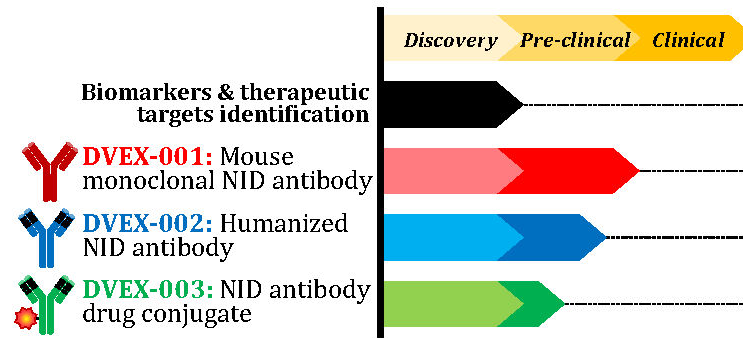 Discovery Pre-clinical Clinical
Biomarkers & therapeutic
targets identification
DVEX-001: Mouse
monoclonal NID antibody
DVEX-002: Humanized
NID antibody
DVEX-003: NID antibody
drug conjugate